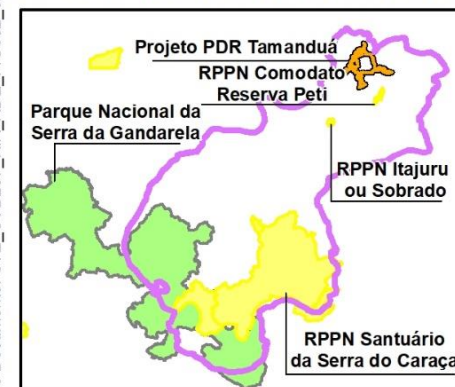 Projeto PDR Tamanduá
RPPN Comodato
Reserva Peti
Parque Nacional da
Serra da Gandarela
RPPN Itajuru
ou Sobrado
RPPN Santuário
da Serra do Caraça